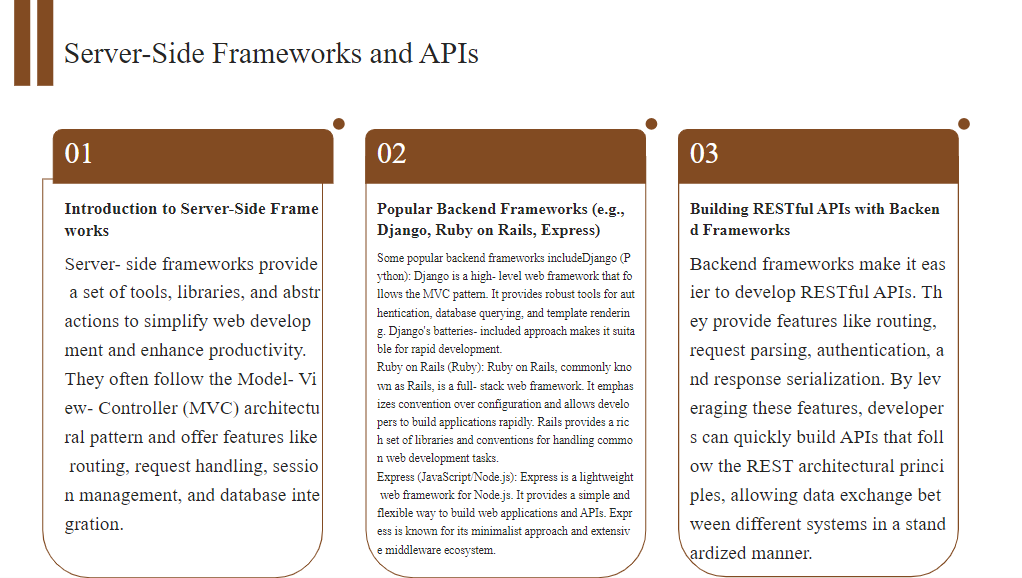 Server-Side Frameworks and APIs
01
Introduction to Server-Side Frame
works
Server- side frameworks provide
a set of tools, libraries, and abstr
actions to simplify web develop
ment and enhance productivity.
They often follow the Model- Vi
ew- Controller (MVC) architectu
ral pattern and offer features like
routing, request handling, sessio
n management, and database inte
gration.
02
Popular Backend Frameworks (e.g.,
Django, Ruby on Rails, Express)
Some popular backend frameworks includeDjango (P
ython): Django is a high- level web framework that fo
llows the MVC pattern. It provides robust tools for aut
hentication, database querying, and template renderin
g. Django's batteries- included approach makes it suita
ble for rapid development.
Ruby on Rails (Ruby): Ruby on Rails, commonly kno
wn as Rails, is a full- stack web framework. It emphas
izes convention over configuration and allows develo
pers to build applications rapidly. Rails provides a ric
h set of libraries and conventions for handling commo
n web development tasks.
Express (JavaScript/Node.js): Express is a lightweight
web framework for Node.js. It provides a simple and
flexible way to build web applications and APIs. Expr
ess is known for its minimalist approach and extensiv
e middleware ecosystem.
03
Building RESTful APIs with Backen
d Frameworks
Backend frameworks make it eas
ier to develop RESTful APIs. Th
ey provide features like routing,
request parsing, authentication, a
nd response serialization. By lev
eraging these features, developer
s can quickly build APIs that foll
ow the REST architectural princi
ples, allowing data exchange bet
ween different systems in a stand
ardized manner.